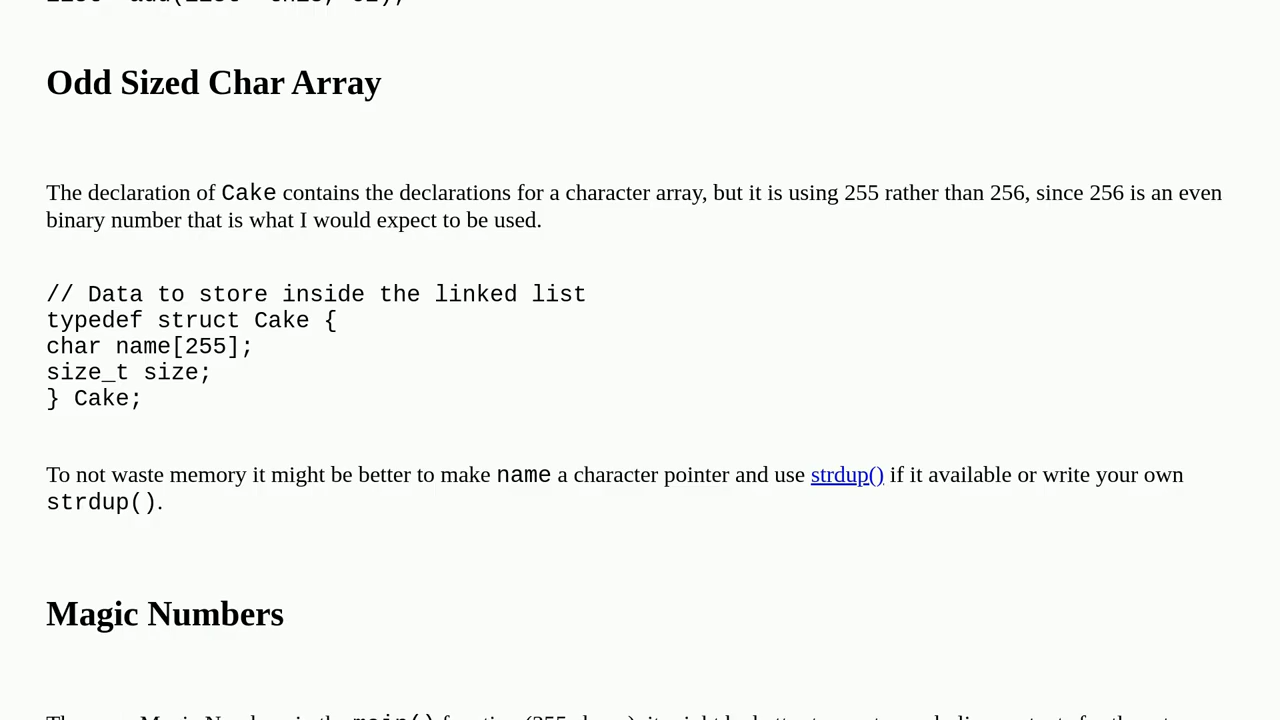 Odd Sized Char Array
The declaration of Cake contains the declarations for a character array, but it is using 255 rather than 256, since 256 is an even
binary number that is what I would expect to be used.
// Data to store inside the linked list
typedef struct Cake {
char name[255];
size_t size;
} Cake;
To not waste memory it might be better to make name a character pointer and use strdup() if it available or write your own
strdup().
Magic Numbers